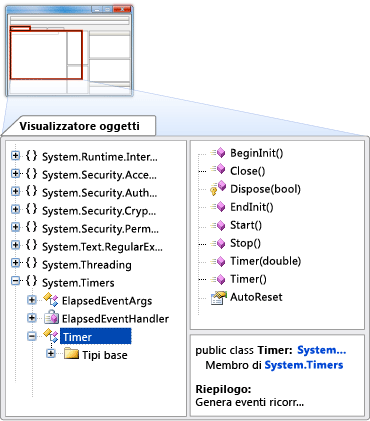 Visualizzatore oggetti
{} System.Runtime.Inter...
{} System.Security.Acce...
{} System.Security.Auth...
{} System.Security.Cryp...
{} System.Security.Perm...
{} System.Text.RegularEx...
{} System.Threading
{} System.Timers
ElapsedEventArgs
ElapsedEventHandler
Timer
Tipi base
BeginInit()
Close()
Dispose(bool)
EndInit()
Start()
Stop()
Timer(double)
Timer()
AutoReset
public class Timer: System...
Membro di System.Timers
Riepilogo:
Genera eventi ricorr...